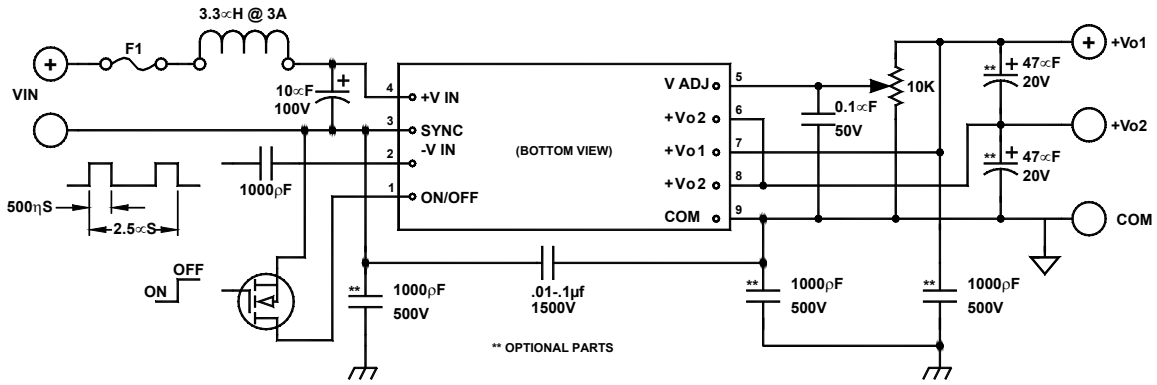 3.3∝H @ 3A
F1
VIN
10∝F
100V
4
+V IN
3
SYNC
-V IN
2
1
ON/OFF
1000ρF
500ηS
2.5∝S
OFF
ON
(BOTTOM VIEW)
V ADJ
5
+Vo2
6
+Vo1
7
+Vo2
8
COM
9
10K
0.1∝F
50V
** 47∝F
20V
** 47∝F
20V
+Vo1
+Vo2
COM
** 1000ρF
500V
.01-.1µf
1500V
** 1000ρF
500V
** 1000ρF
500V
** OPTIONAL PARTS